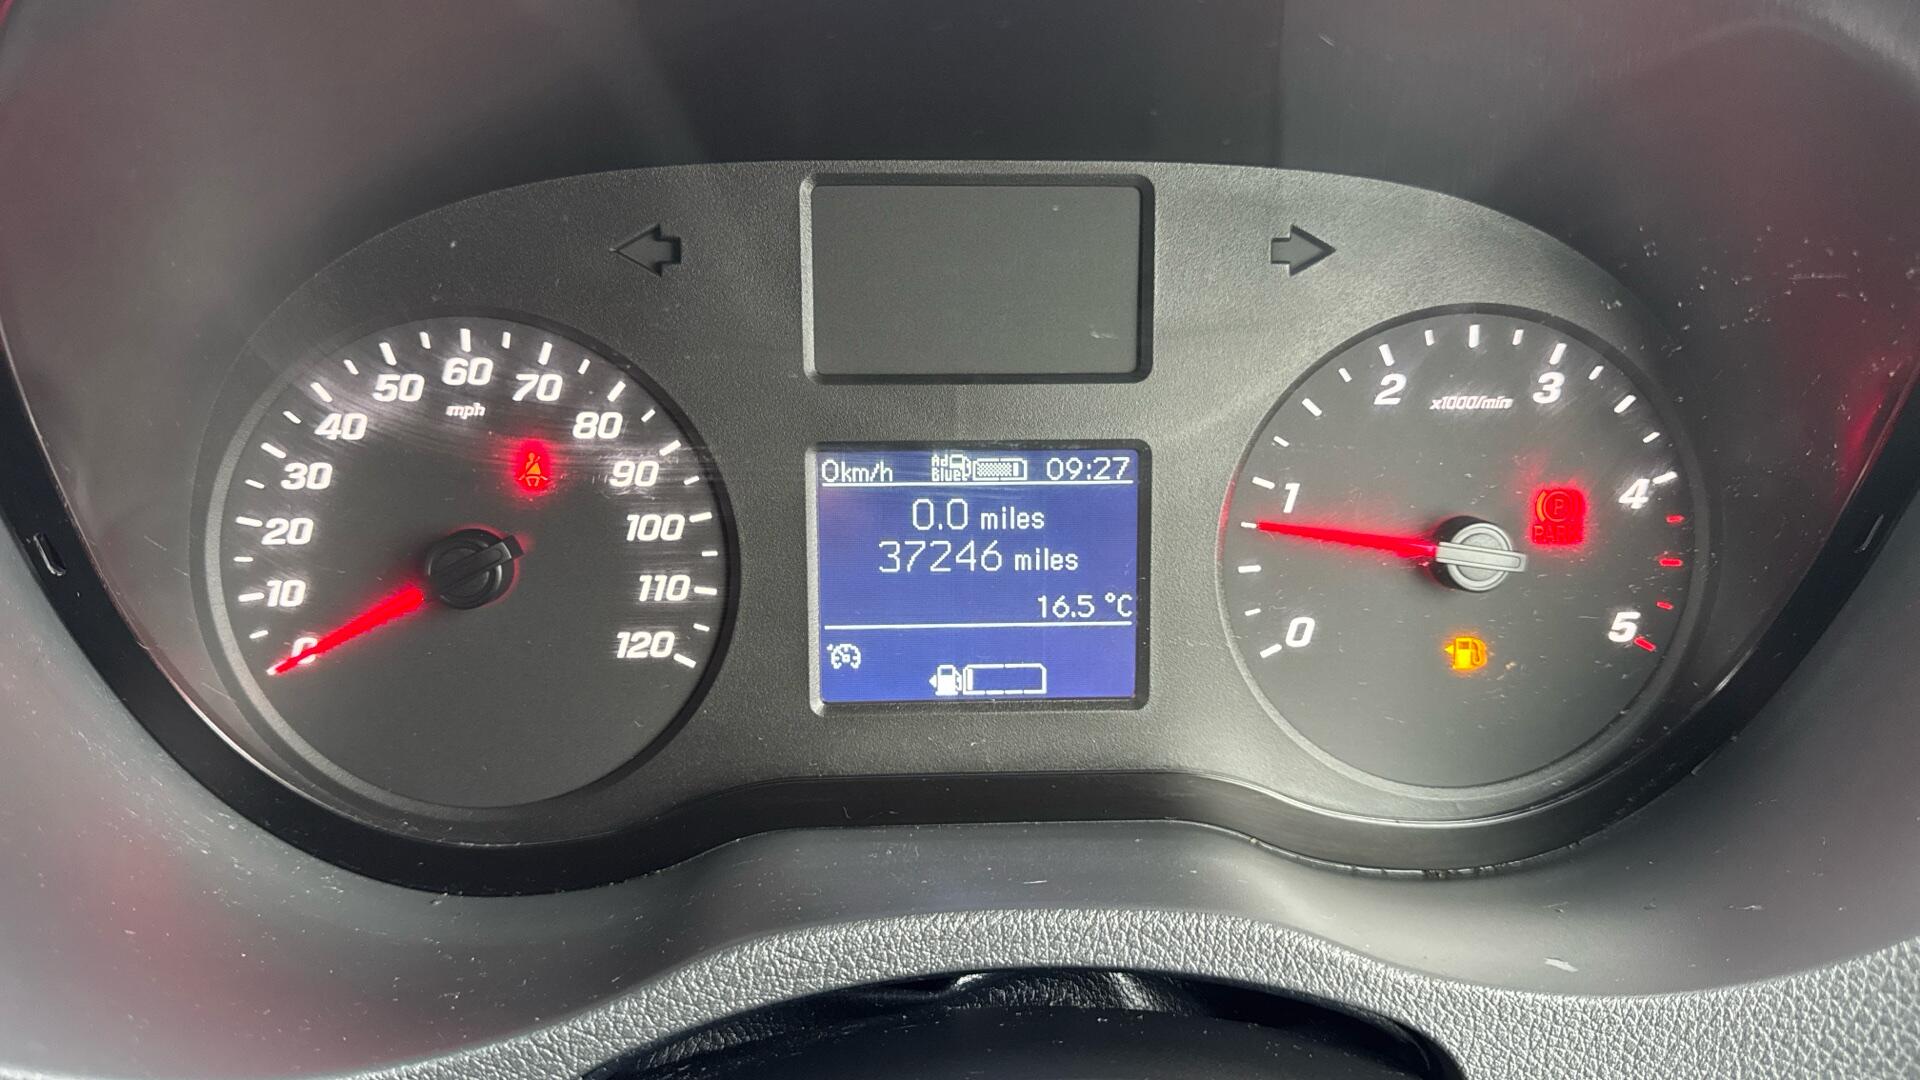 0 10 20 30 40 50 60 70 80 90 100 110 120
mph
0km/h Ad Blue 09:27
0.0 miles
37246 miles
16.5 °C
0 1 2 3 4 5
x1000/min
P
PARK